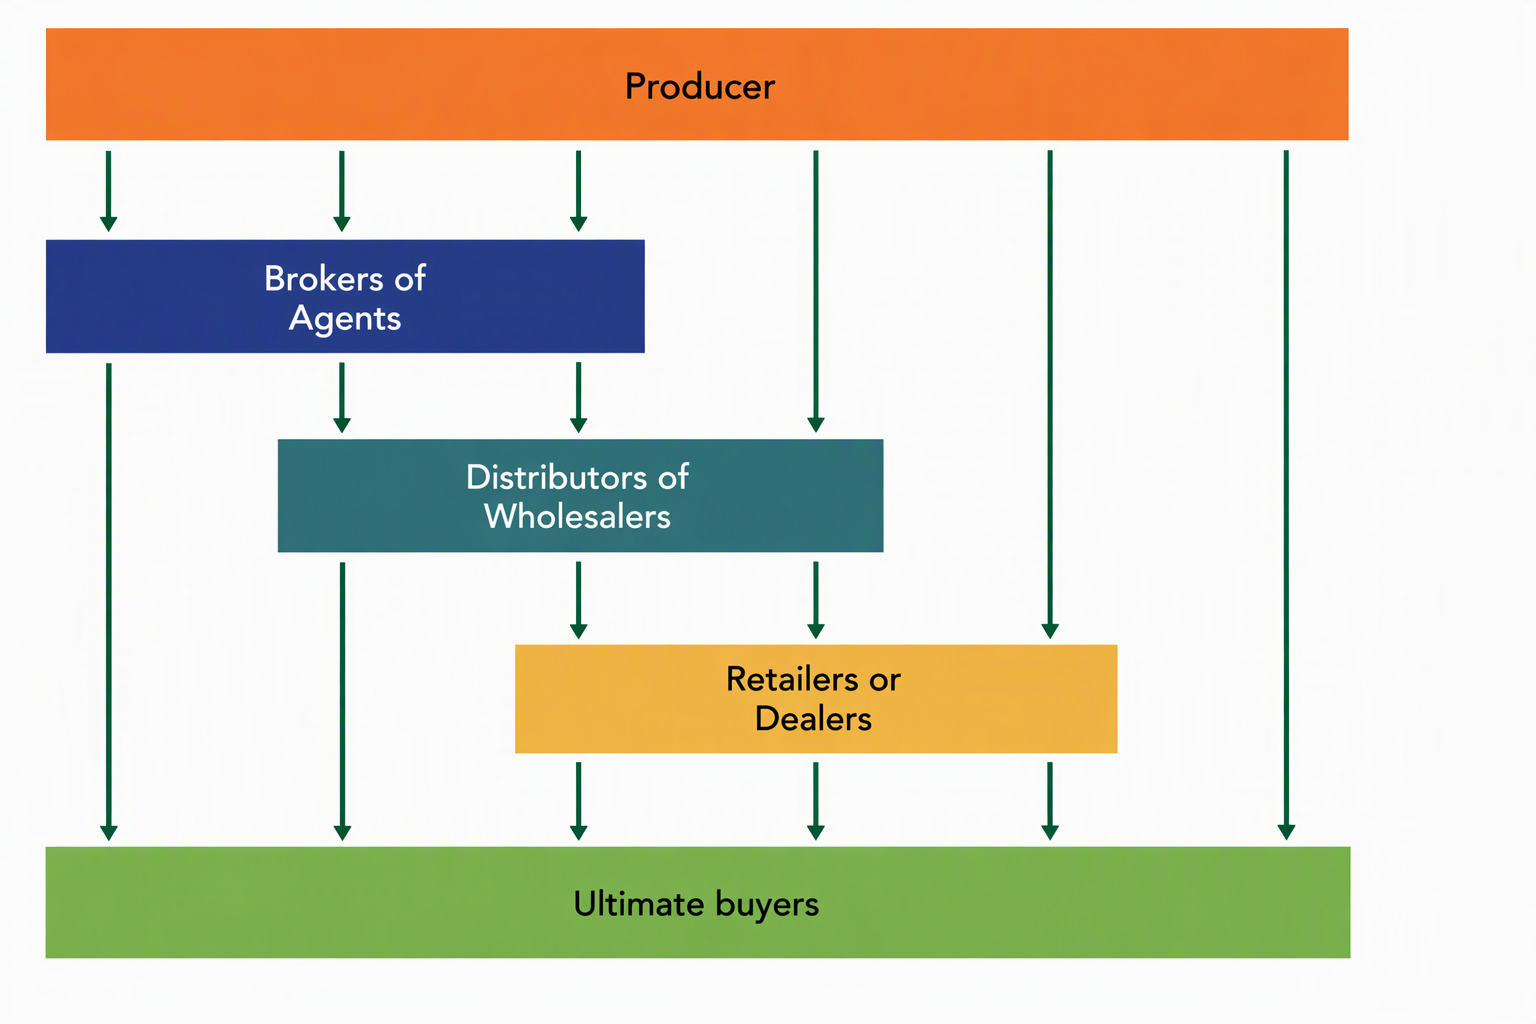 Producer
Brokers of
Agents
Distributors of
Wholesalers
Retailers or
Dealers
Ultimate buyers